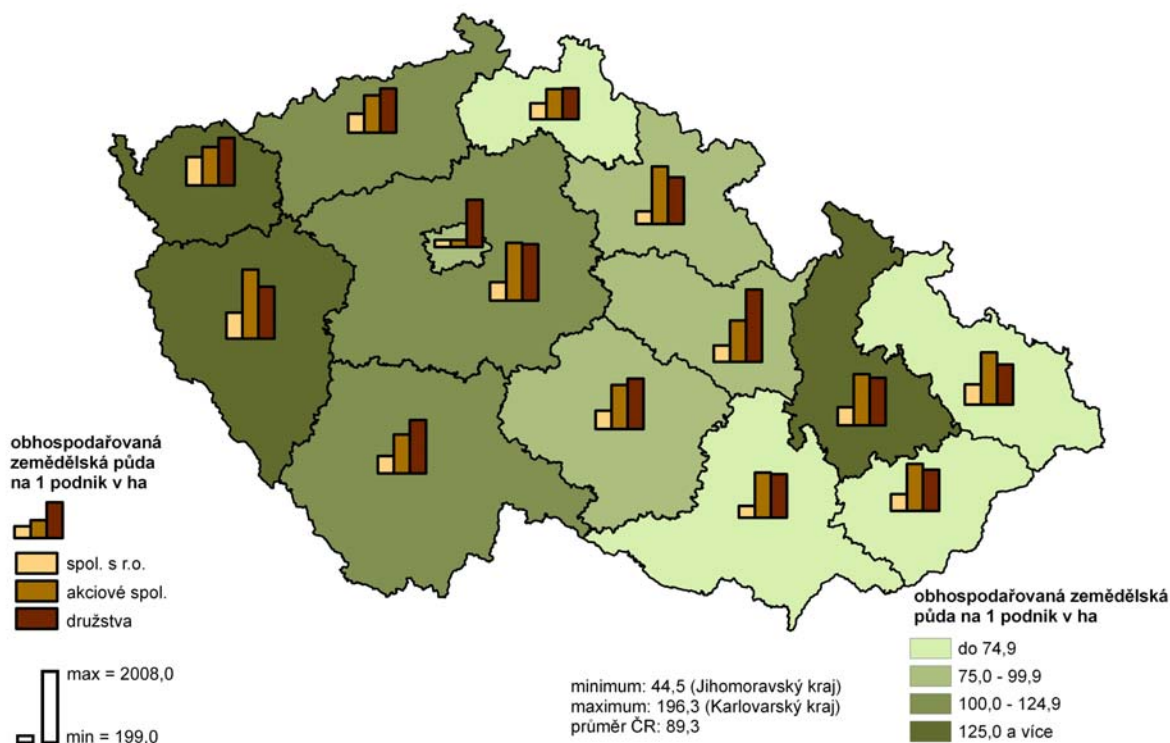 obhospodařovaná
zemědělská půda
na 1 podnik v ha
spol. s r.o.
akciové spol.
družstva
max = 2008,0
min = 199,0
minimum: 44,5 (Jihomoravský kraj)
maximum: 196,3 (Karlovarský kraj)
průměr ČR: 89,3
obhospodařovaná zemědělská
půda na 1 podnik v ha
do 74,9
75,0 - 99,9
100,0 - 124,9
125,0 a více